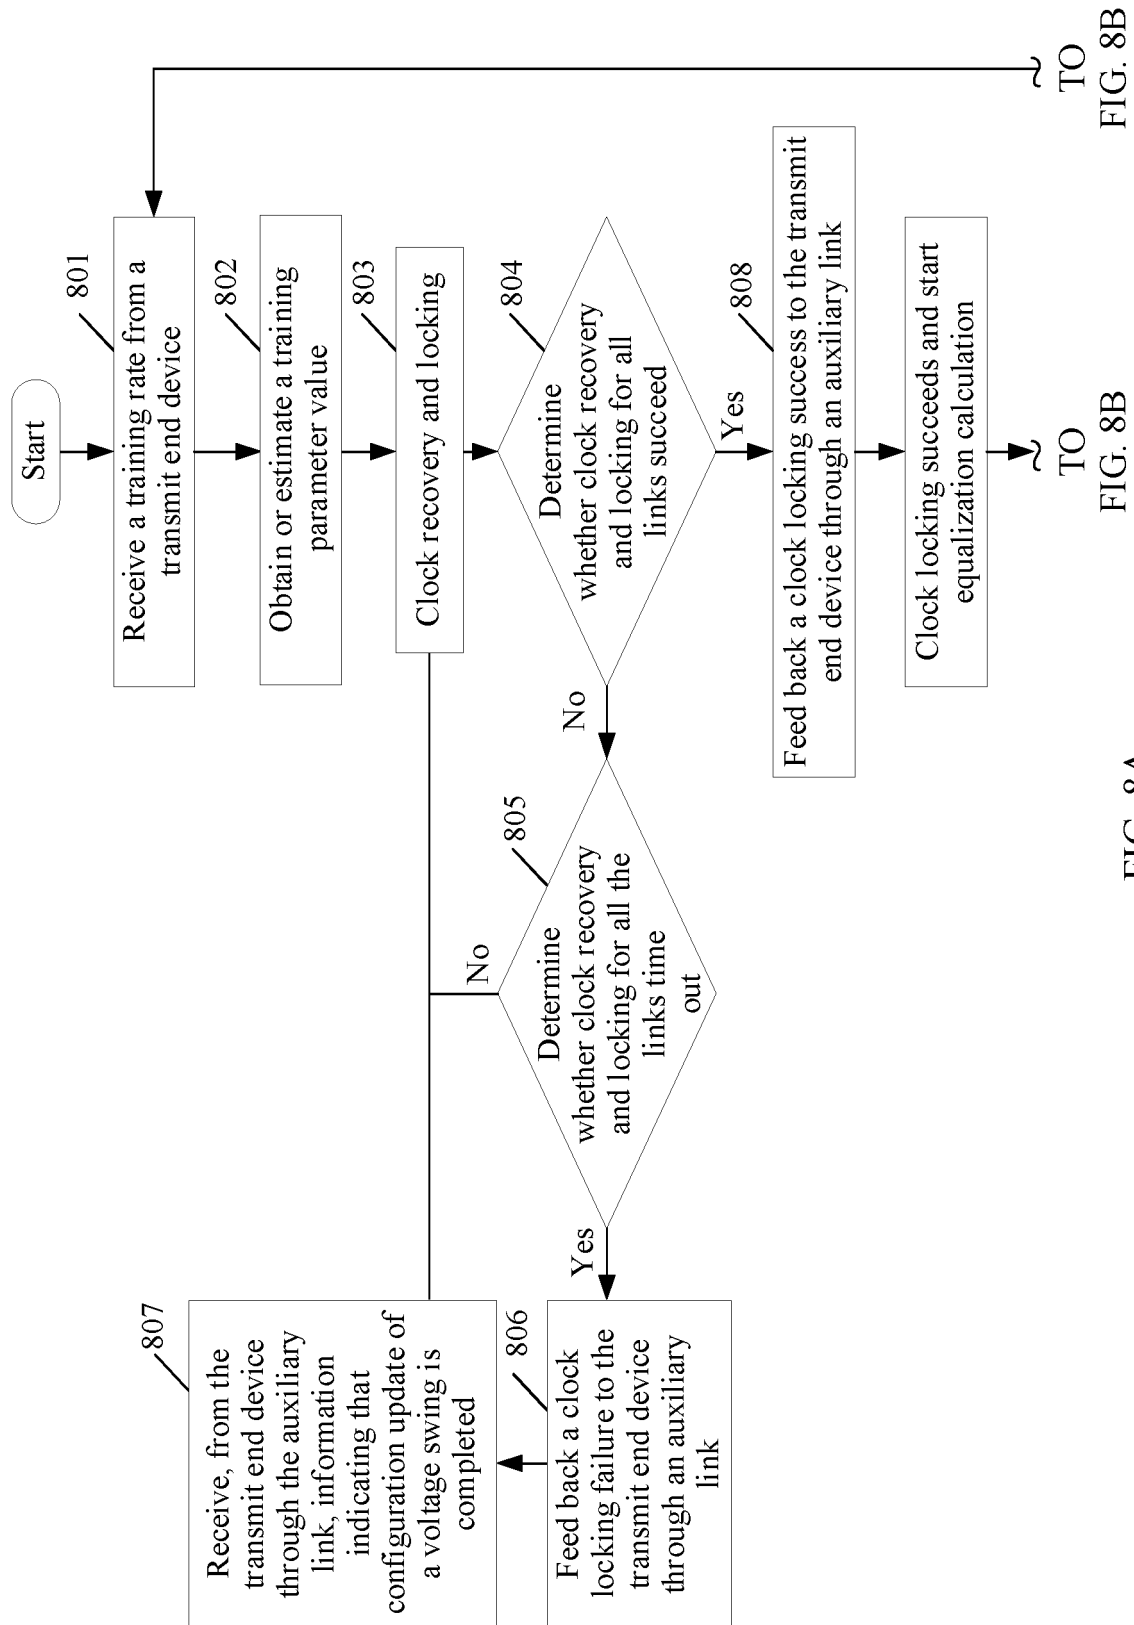 Start
801
Receive a training rate from a
transmit end device
802
Obtain or estimate a training
parameter value
803
Clock recovery and locking
804
Determine
whether clock recovery
and locking for all
links succeed
No
Yes
805
Determine
whether clock recovery
and locking for all the
links time
out
No
Yes
806
Feed back a clock
locking failure to the
transmit end device
through an auxiliary
link
807
Receive, from the
transmit end device
through the auxiliary
link, information
indicating that
configuration update of
a voltage swing is
completed
808
Feed back a clock locking success to the transmit
end device through an auxiliary link
Clock locking succeeds and start
equalization calculation
TO
FIG. 8B
TO
FIG. 8B
FIG. 8A